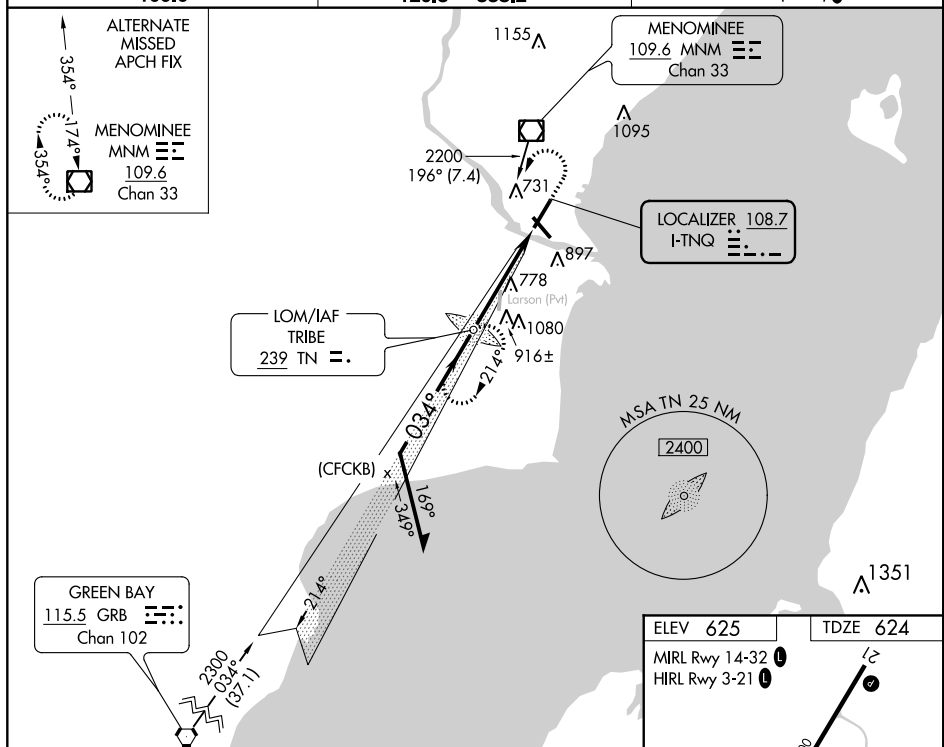 ALTERNATE
MISSED
APCH FIX
354°
174°
354°
MENOMINEE
MNM
109.6
Chan 33
1155
MENOMINEE
109.6 MNM
Chan 33
1095
2200
196° (7.4)
731
LOCALIZER 108.7
I-TNQ
897
778
Larson (Pvt)
LOM/IAF
TRIBE
239 TN
1080
916±
214°
034°
MSA TN 25 NM
2400
(CFCKB)
x
349°
169°
1351
GREEN BAY
115.5 GRB
Chan 102
214°
2300
034°
(37.1)
ELEV 625
TDZE 624
MIRL Rwy 14-32 L
HIRL Rwy 3-21 L
21
P